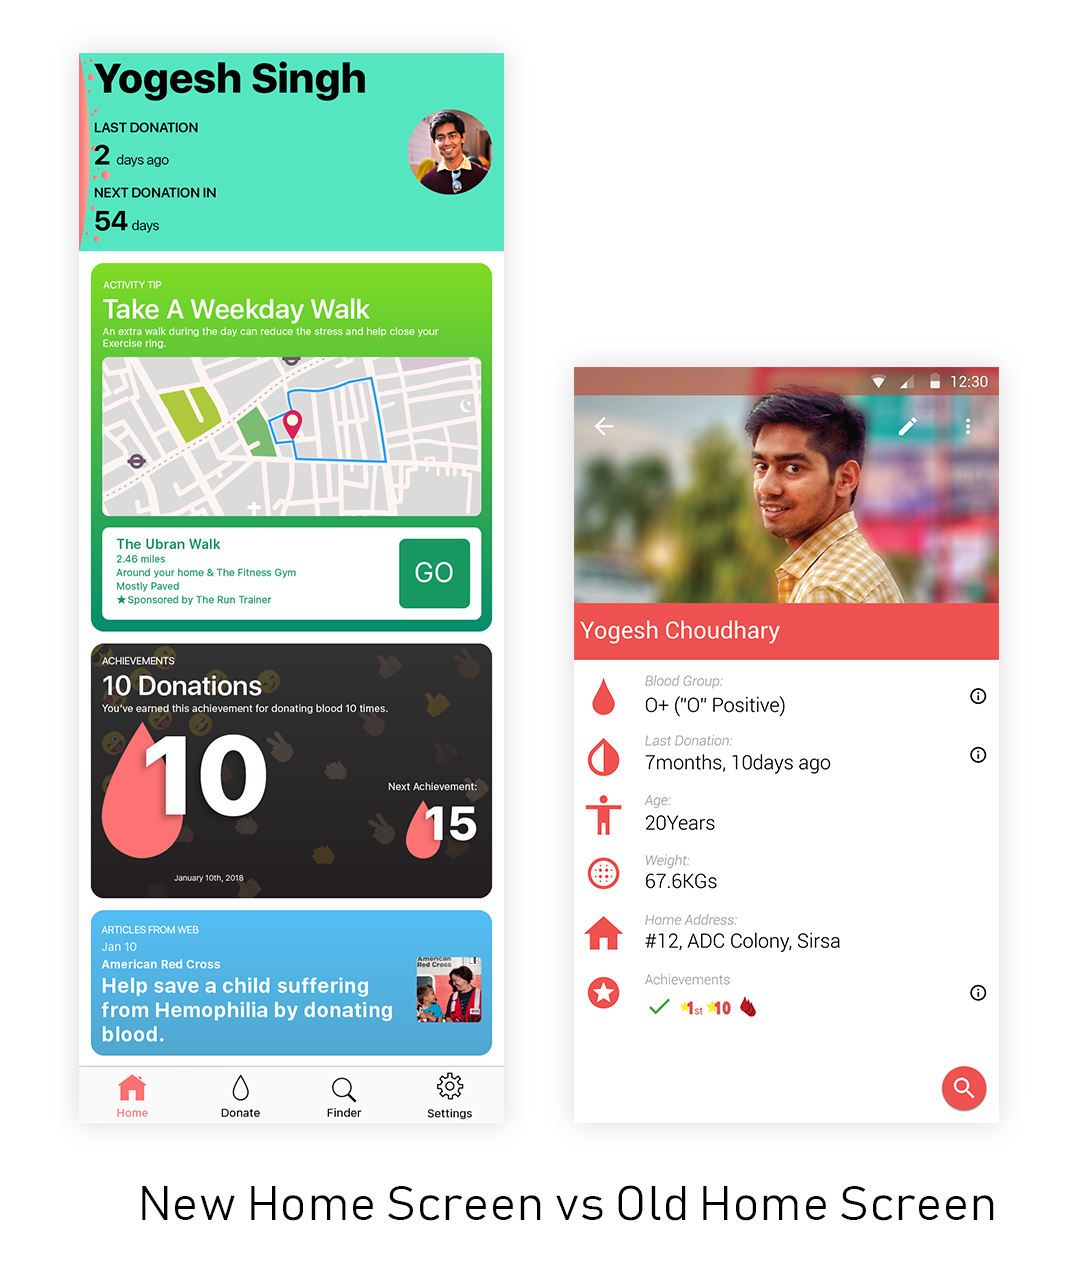 Yogesh Singh
LAST DONATION
2 days ago
NEXT DONATION IN
54 days
ACTIVITY TIP
Take A Weekday Walk
An extra walk during the day can reduce the stress and help close your
Exercise ring.
The Ubran Walk
2.46 miles
Around your home & The Fitness Gym
Mostly Paved
★Sponsored by The Run Trainer
GO
ACHIEVEMENTS
10 Donations
You've earned this achievement for donating blood 10 times.
10
Next Achievement:
15
January 10th, 2018
ARTICLES FROM WEB
Jan 10
American Red Cross
Help save a child suffering
from Hemophilia by donating
blood.
American
Red Cross
Home
Donate
Finder
Settings
12:30
Yogesh Choudhary
Blood Group:
O+ ("O" Positive)
Last Donation:
7months, 10days ago
Age:
20Years
Weight:
67.6KGs
Home Address:
#12, ADC Colony, Sirsa
Achievements
1st 10
New Home Screen vs Old Home Screen